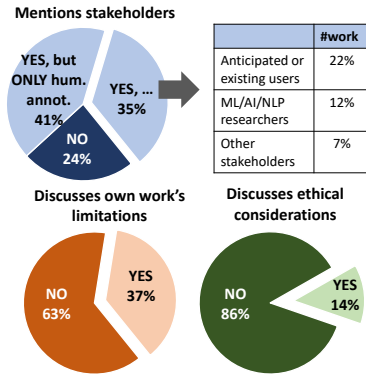 Mentions stakeholders
YES, but
ONLY hum.
annot.
41%
YES, ...
35%
NO
24%
#work
Anticipated or
existing users
22%
ML/AI/NLP
researchers
12%
Other
stakeholders
7%
Discusses own work's
limitations
NO
63%
YES
37%
Discusses ethical
considerations
NO
86%
YES
14%